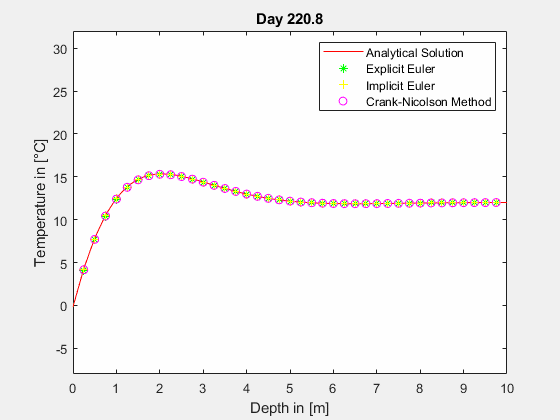 Day 220.8
Analytical Solution
Explicit Euler
Implicit Euler
Crank-Nicolson Method
Temperature in [°C]
30
25
20
15
10
5
0
-5
0 1 2 3 4 5 6 7 8 9 10
Depth in [m]